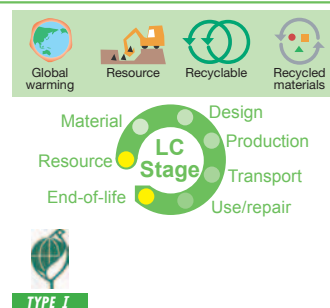 Global
warming
Resource
Recyclable
Recycled
materials
Design
Material
Production
LC
Stage
Resource
Transport
End-of-life
Use/repair
TYPE I